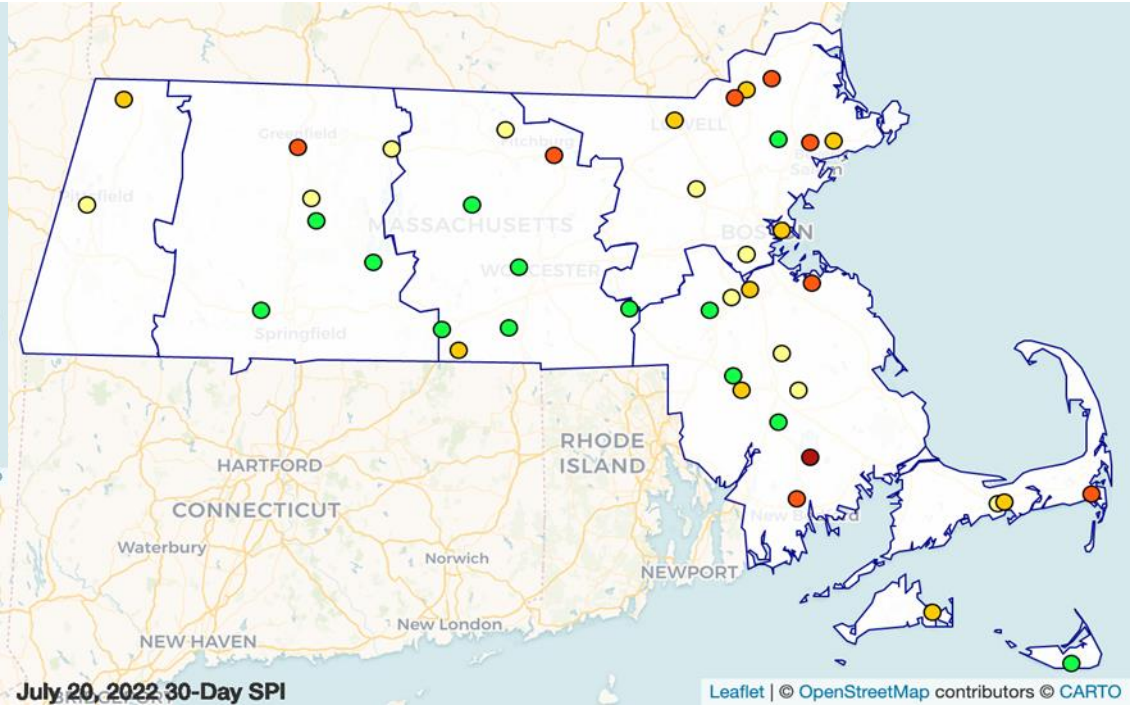 Greenfield
LOWELL
Fitchburg
Salem
Pittsfield
MASSACHUSETTS
BOSTON
WORCESTER
Springfield
RHODE
ISLAND
HARTFORD
CONNECTICUT
New Bedford
Waterbury
Norwich
NEWPORT
New London
NEW HAVEN
July 20, 2022 30-Day SPI
BRIDGEPORT
Leaflet | © OpenStreetMap contributors © CARTO